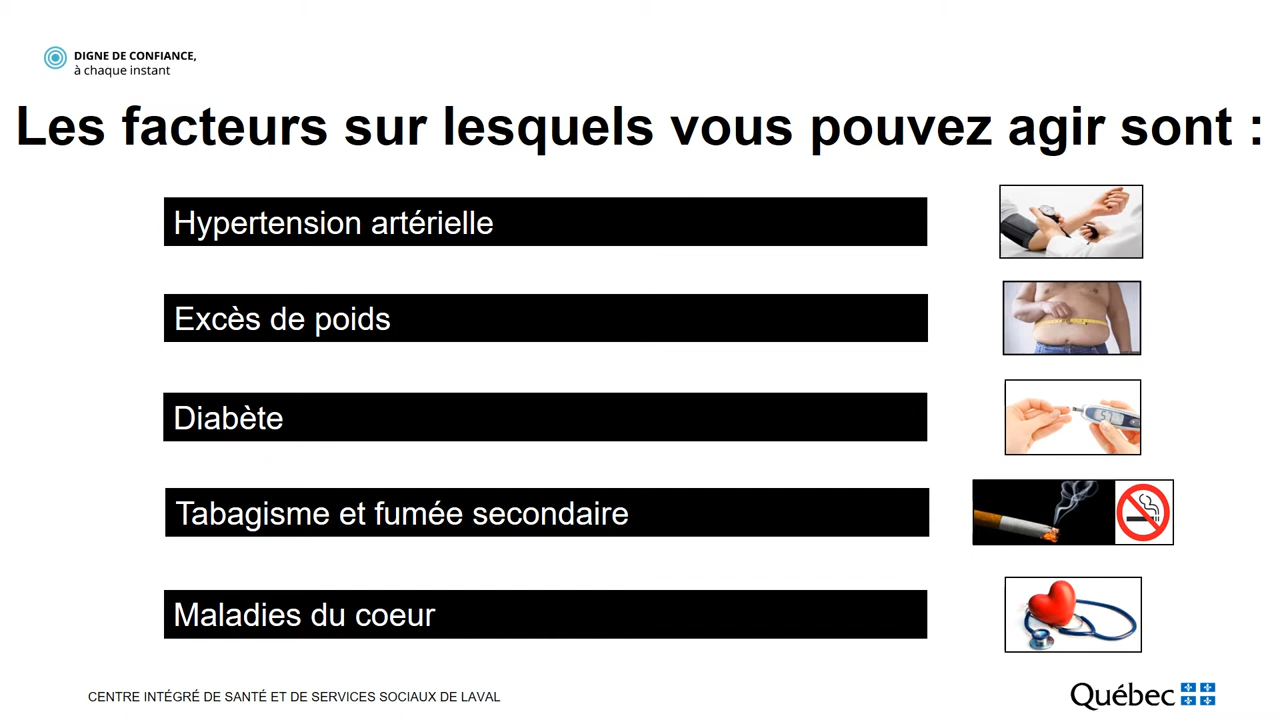 DIGNE DE CONFIANCE,
à chaque instant
Les facteurs sur lesquels vous pouvez agir sont :
Hypertension artérielle
Excès de poids
Diabète
Tabagisme et fumée secondaire
Maladies du coeur
CENTRE INTÉGRÉ DE SANTÉ ET DE SERVICES SOCIAUX DE LAVAL
Québec